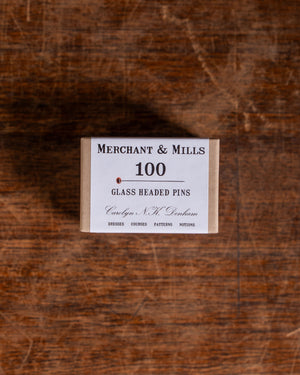 MERCHANT & MILLS
100
GLASS HEADED PINS
Carolyn N.K. Denham
DRESSES COURSES PATTERNS NOTIONS